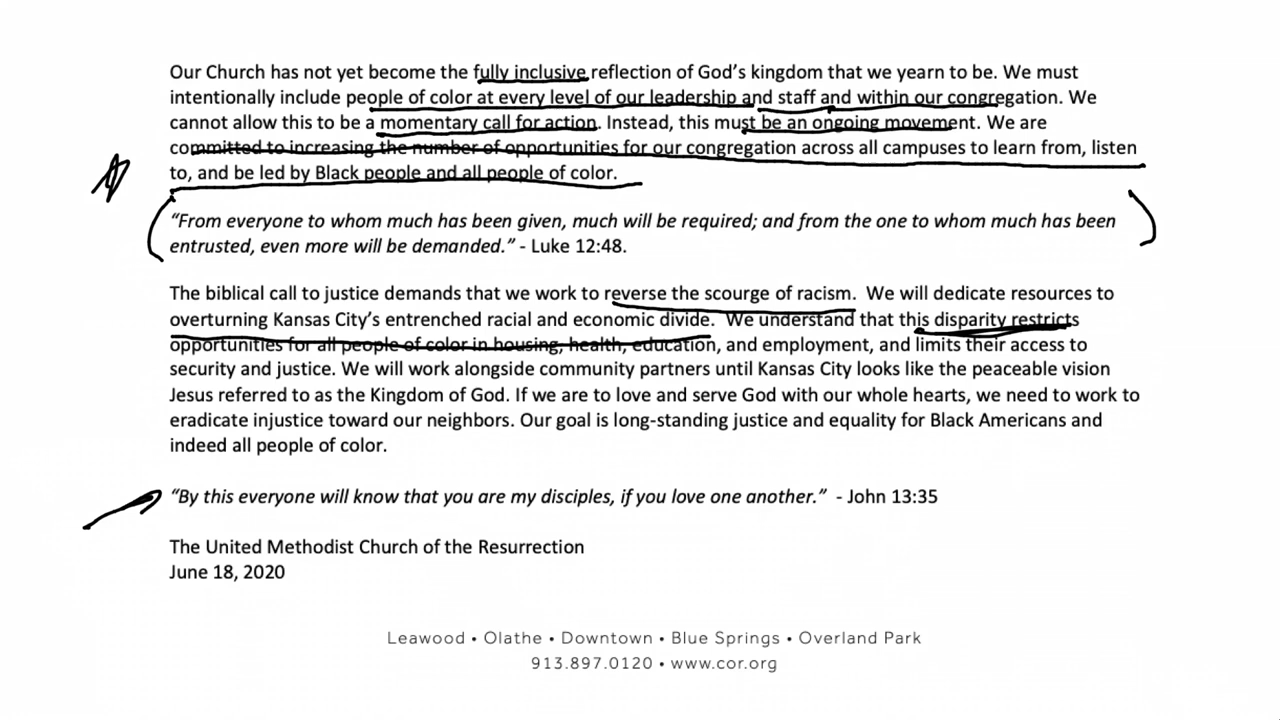 Our Church has not yet become the fully inclusive reflection of God’s kingdom that we yearn to be. We must
intentionally include people of color at every level of our leadership and staff and within our congregation. We
cannot allow this to be a momentary call for action. Instead, this must be an ongoing movement. We are
committed to increasing the number of opportunities for our congregation across all campuses to learn from, listen
to, and be led by Black people and all people of color.
“From everyone to whom much has been given, much will be required; and from the one to whom much has been
entrusted, even more will be demanded.” - Luke 12:48.
The biblical call to justice demands that we work to reverse the scourge of racism.  We will dedicate resources to
overturning Kansas City’s entrenched racial and economic divide.  We understand that this disparity restricts
opportunities for all people of color in housing, health, education, and employment, and limits their access to
security and justice. We will work alongside community partners until Kansas City looks like the peaceable vision
Jesus referred to as the Kingdom of God. If we are to love and serve God with our whole hearts, we need to work to
eradicate injustice toward our neighbors. Our goal is long-standing justice and equality for Black Americans and
indeed all people of color.
“By this everyone will know that you are my disciples, if you love one another.”  - John 13:35
The United Methodist Church of the Resurrection
June 18, 2020
Leawood • Olathe • Downtown • Blue Springs • Overland Park
913.897.0120 • www.cor.org